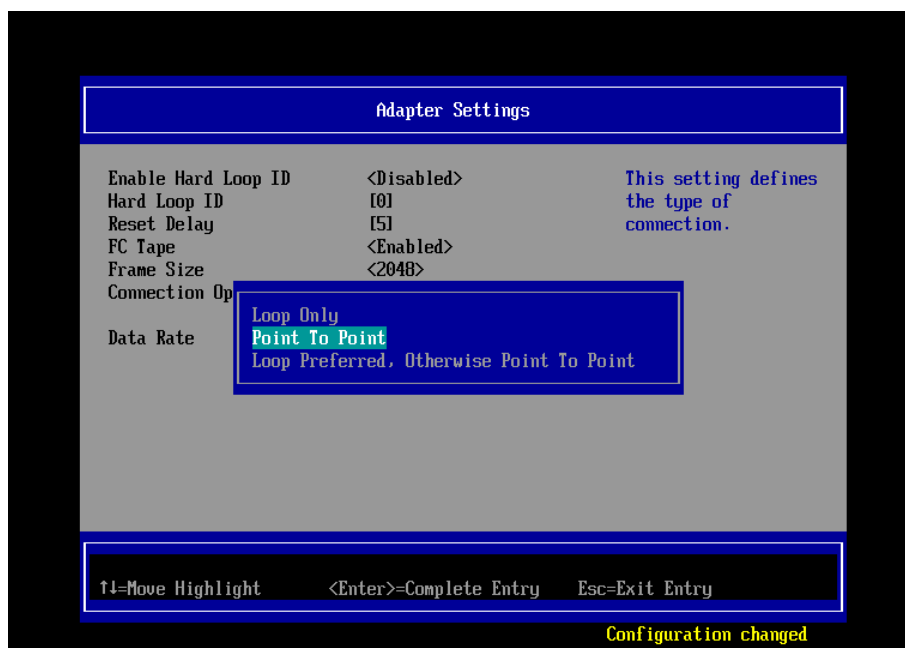 Adapter Settings
Enable Hard Loop ID <Disabled>
Hard Loop ID [0]
Reset Delay [5]
FC Tape <Enabled>
Frame Size <2048>
Connection Op
Data Rate
This setting defines
the type of
connection.
Loop Only
Point To Point
Loop Preferred, Otherwise Point To Point
↑↓=Move Highlight <Enter>=Complete Entry Esc=Exit Entry
Configuration changed